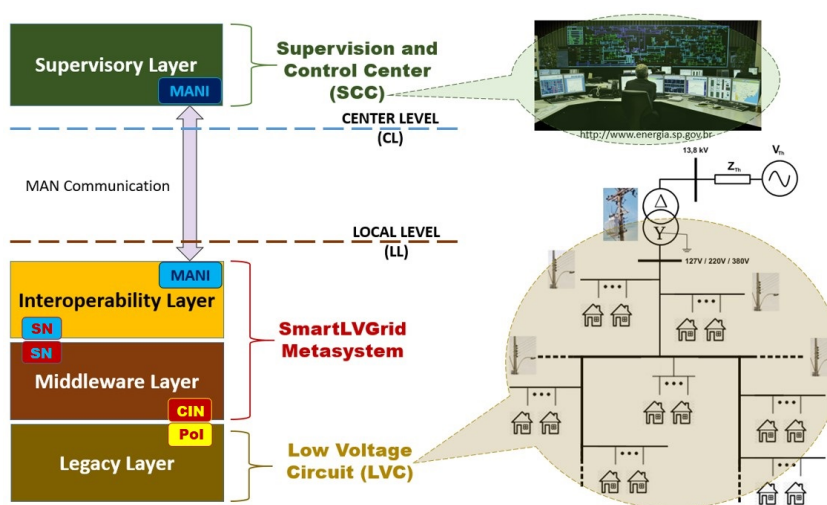 Supervisory Layer
MANI
Supervision and
Control Center
(SCC)
http://www.energia.sp.gov.br
CENTER LEVEL
(CL)
MAN Communication
LOCAL LEVEL
(LL)
MANI
Interoperability Layer
SN
SN
Middleware Layer
CIN
PoI
Legacy Layer
SmartLVGrid
Metasystem
Low Voltage
Circuit (LVC)
13,8 kV
Z Th
V Th
Δ
Y
127V / 220V / 380V